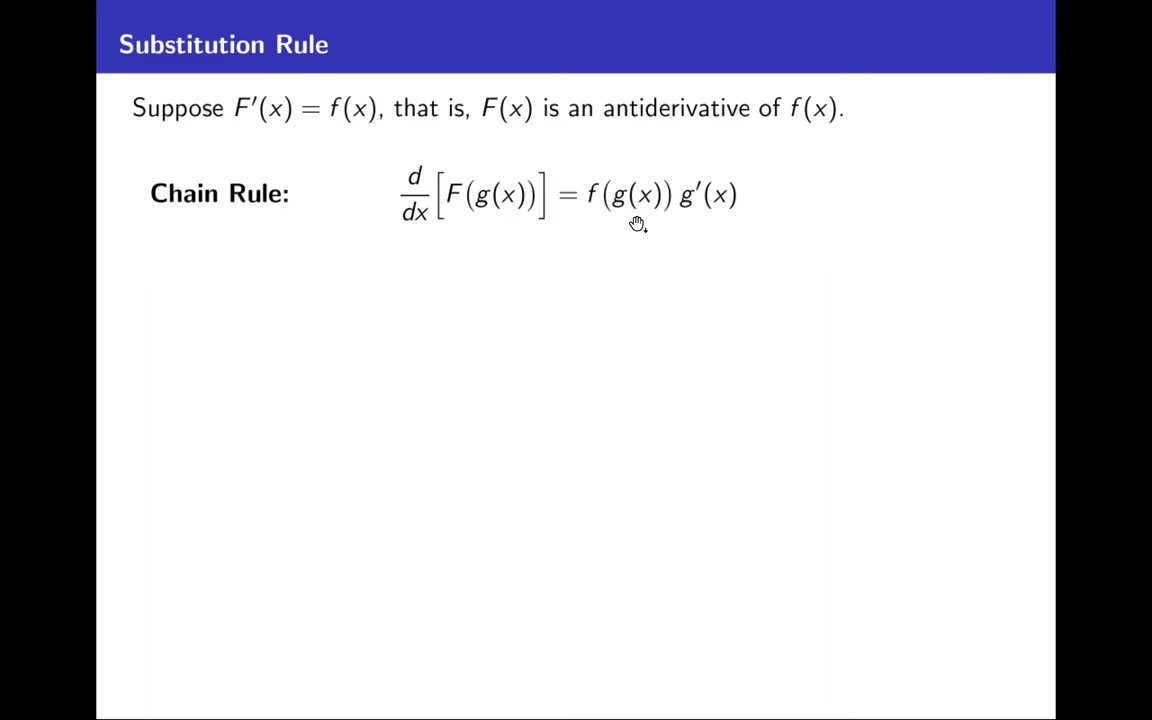 Substitution Rule
Suppose F′(x) = f(x), that is, F(x) is an antiderivative of f(x).
Chain Rule: d/dx [F(g(x))] = f(g(x)) g′(x)